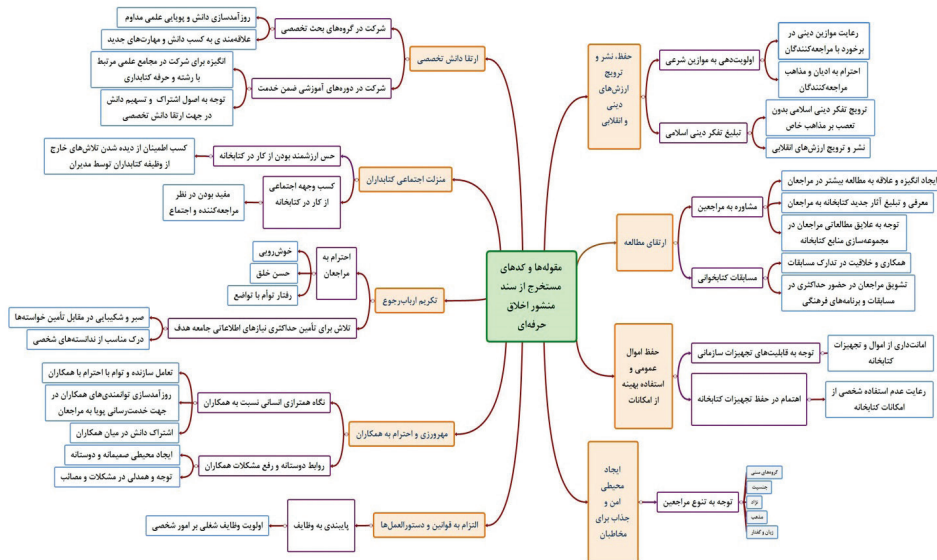 مقوله‌ها و کدهای
مستخرج از سند
منشور اخلاق
حرفه‌ای
حفظ، نشر و
ترویج
ارزش‌های
دینی
و انقلابی
اولویت‌دهی به موازین شرعی
رعایت موازین دینی در
برخورد با مراجعه‌کنندگان
احترام به ادیان و مذاهب
مراجعه‌کنندگان
تبلیغ تفکر دینی اسلامی
ترویج تفکر دینی اسلامی بدون
تعصب بر مذاهب خاص
نشر و ترویج ارزش‌های انقلابی
ارتقای مطالعه
مشاوره به مراجعین
ایجاد انگیزه و علاقه به مطالعه بیشتر در مراجعان
معرفی و تبلیغ آثار جدید کتابخانه به مراجعان
توجه به علایق مطالعاتی مراجعان در
مجموعه‌سازی منابع کتابخانه
مسابقات کتابخوانی
همکاری و خلاقیت در تدارک مسابقات
تشویق مراجعان در حضور حداکثری در
مسابقات و برنامه‌های فرهنگی
حفظ اموال
عمومی و
استفاده بهینه
از امکانات
توجه به قابلیت‌های تجهیزات سازمانی
امانت‌داری از اموال و تجهیزات
کتابخانه
اهتمام در حفظ تجهیزات کتابخانه
رعایت عدم استفاده شخصی از
امکانات کتابخانه
ایجاد
محیطی
امن و
جذاب برای
مخاطبان
توجه به تنوع مراجعین
گروه‌های سنی
جنسیت
نژاد
مذهب
زبان و گفتار
ارتقا دانش تخصصی
شرکت در گروه‌های بحث تخصصی
روزآمدسازی دانش و پویایی علمی مداوم
علاقه‌مند ی به کسب دانش و مهارت‌های جدید
شرکت در دوره‌های آموزشی ضمن خدمت
انگیزه برای شرکت در مجامع علمی مرتبط
با رشته و حرفه کتابداری
توجه به اصول اشتراک و تسهیم دانش
در جهت ارتقا دانش تخصصی
منزلت اجتماعی کتابداران
حس ارزشمند بودن از کار در کتابخانه
کسب اطمینان از دیده شدن تلاش‌های خارج
از وظیفه کتابداران توسط مدیران
کسب وجهه اجتماعی
از کار در کتابخانه
مفید بودن در نظر
مراجعه‌کننده و اجتماع
تکریم ارباب‌رجوع
احترام به
مراجعان
خوش‌رویی
حسن خلق
رفتار توأم با تواضع
تلاش برای تأمین حداکثری نیازهای اطلاعاتی جامعه هدف
صبر و شکیبایی در مقابل تأمین خواسته‌ها
درک مناسب از ندانسته‌های شخصی
مهرورزی و احترام به همکاران
نگاه همترازی انسانی نسبت به همکاران
تعامل سازنده و توام با احترام با همکاران
روزآمدسازی توانمندی‌های همکاران در
جهت خدمت‌رسانی پویا به مراجعان
اشتراک دانش در میان همکاران
روابط دوستانه و رفع مشکلات همکاران
ایجاد محیطی صمیمانه و دوستانه
توجه و همدلی در مشکلات و مصائب
التزام به قوانین و دستورالعمل‌ها
پایبندی به وظایف
اولویت وظایف شغلی بر امور شخصی